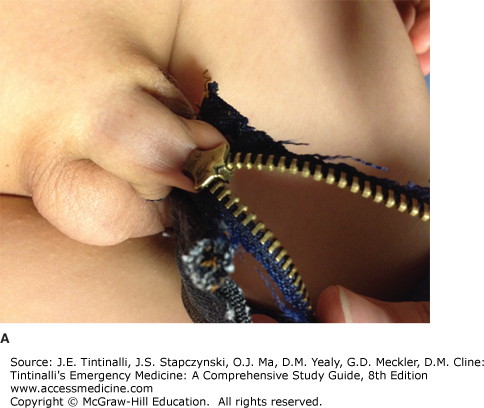 A
Source: J.E. Tintinalli, J.S. Stapczynski, O.J. Ma, D.M. Yealy, G.D. Meckler, D.M. Cline:
Tintinalli's Emergency Medicine: A Comprehensive Study Guide, 8th Edition
www.accessmedicine.com
Copyright © McGraw-Hill Education.  All rights reserved.